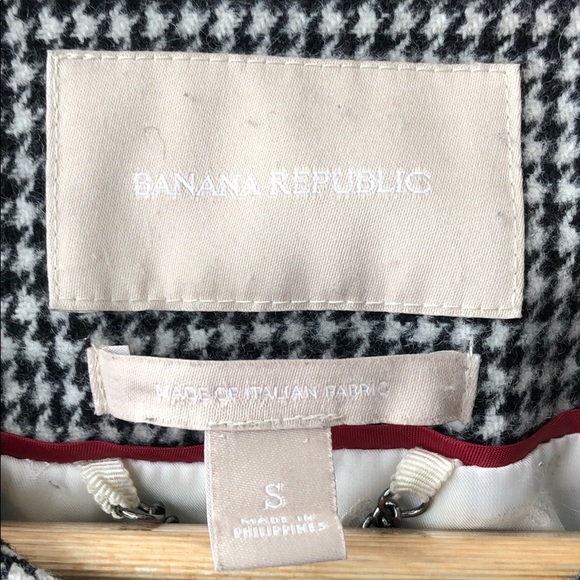 BANANA REPUBLIC
MADE OF ITALIAN FABRIC
S
MADE IN
PHILIPPINES